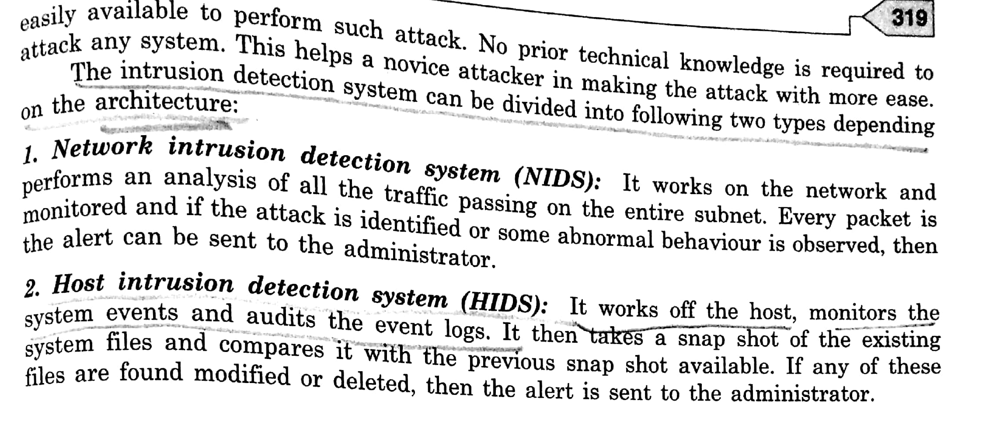 319
easily available to perform such attack. No prior technical knowledge is required to
attack any system. This helps a novice attacker in making the attack with more ease.
The intrusion detection system can be divided into following two types depending
on the architecture:
1. Network intrusion detection system (NIDS): It works on the network and
performs an analysis of all the traffic passing on the entire subnet. Every packet is
monitored and if the attack is identified or some abnormal behaviour is observed, then
the alert can be sent to the administrator.
2. Host intrusion detection system (HIDS): It works off the host, monitors the
system events and audits the event logs. It then takes a snap shot of the existing
system files and compares it with the previous snap shot available. If any of these
files are found modified or deleted, then the alert is sent to the administrator.